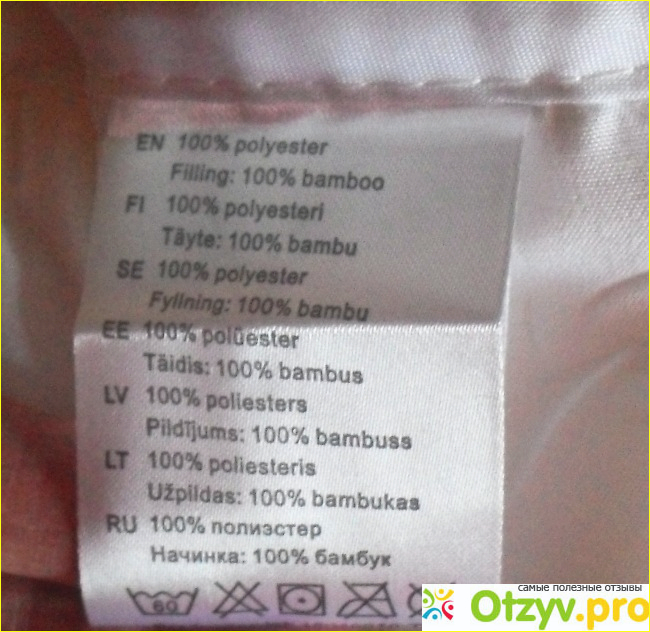 EN 100% polyester
Filling: 100% bamboo
FI 100% polyesteri
Täyte: 100% bambu
SE 100% polyester
Fyllning: 100% bambu
EE 100% polüester
Täidis: 100% bambus
LV 100% poliesters
Pildījums: 100% bambuss
LT 100% poliesteris
Užpildas: 100% bambukas
RU 100% полиэстер
Начинка: 100% бамбук
60
самые полезные отзывы
Otzyv.pro